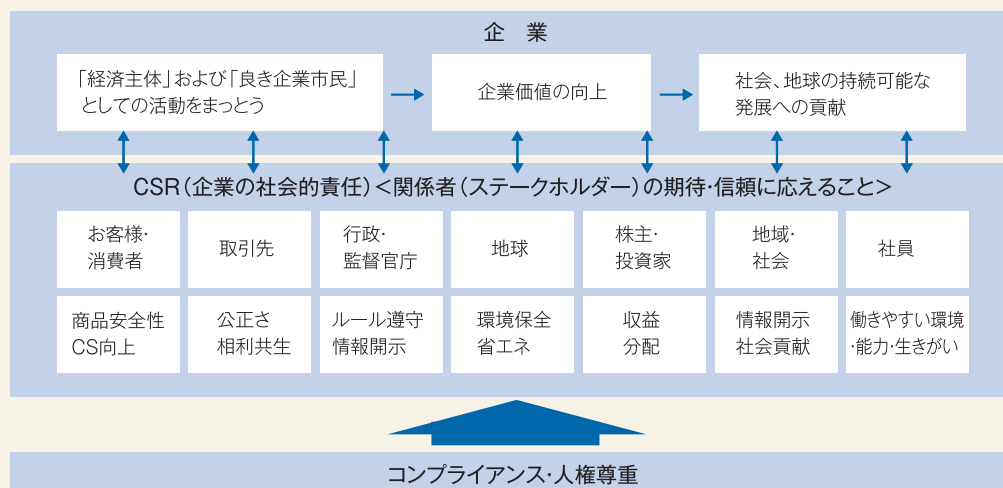 企　業
「経済主体」および「良き企業市民」
としての活動をまっとう
企業価値の向上
社会、地球の持続可能な
発展への貢献
CSR（企業の社会的責任）＜関係者（ステークホルダー）の期待・信頼に応えること＞
お客様・
消費者
取引先
行政・
監督官庁
地球
株主・
投資家
地域・
社会
社員
商品安全性
CS向上
公正さ
相利共生
ルール遵守
情報開示
環境保全
省エネ
収益
分配
情報開示
社会貢献
働きやすい環境
・能力・生きがい
コンプライアンス・人権尊重